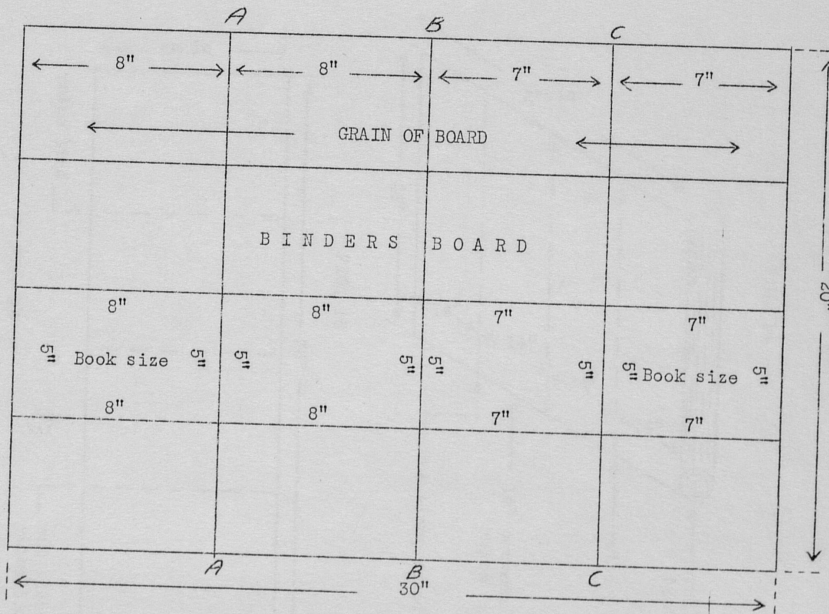 A B C
8" 8" 7" 7"
GRAIN OF BOARD
BINDERS BOARD
20"
8" 8" 7" 7"
5" Book size 5" 5" 5" 5" 5" 5" Book size 5"
8" 8" 7" 7"
A B C
30"